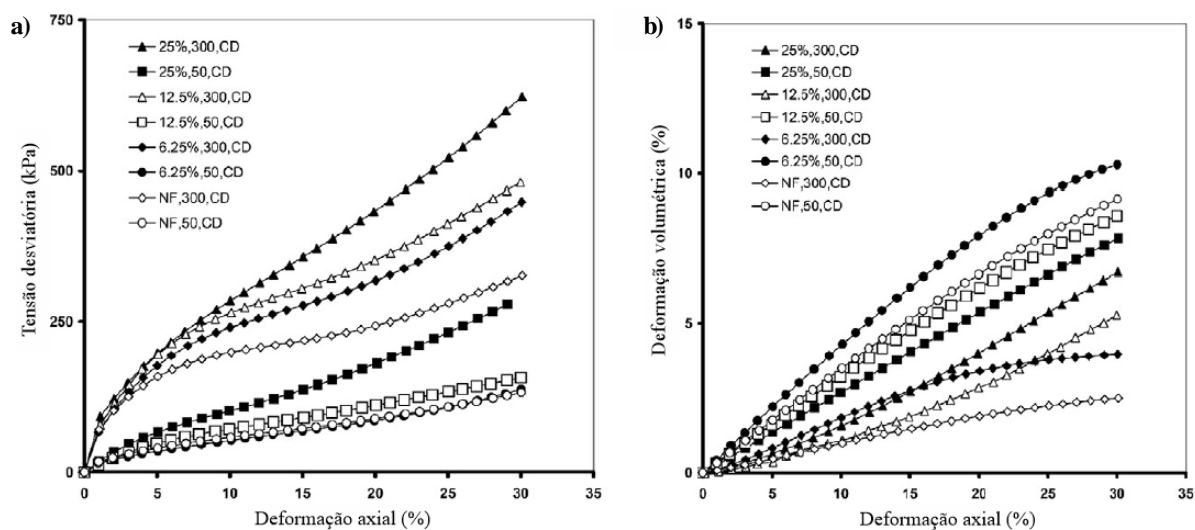 a)
750
500
250
0
Tensão desviatória (kPa)
25%,300,CD
25%,50,CD
12.5%,300,CD
12.5%,50,CD
6.25%,300,CD
6.25%,50,CD
NF,300,CD
NF,50,CD
0 5 10 15 20 25 30 35
Deformação axial (%)
b)
15
10
5
0
Deformação volumétrica (%)
25%,300,CD
25%,50,CD
12.5%,300,CD
12.5%,50,CD
6.25%,300,CD
6.25%,50,CD
NF,300,CD
NF,50,CD
0 5 10 15 20 25 30 35
Deformação axial (%)